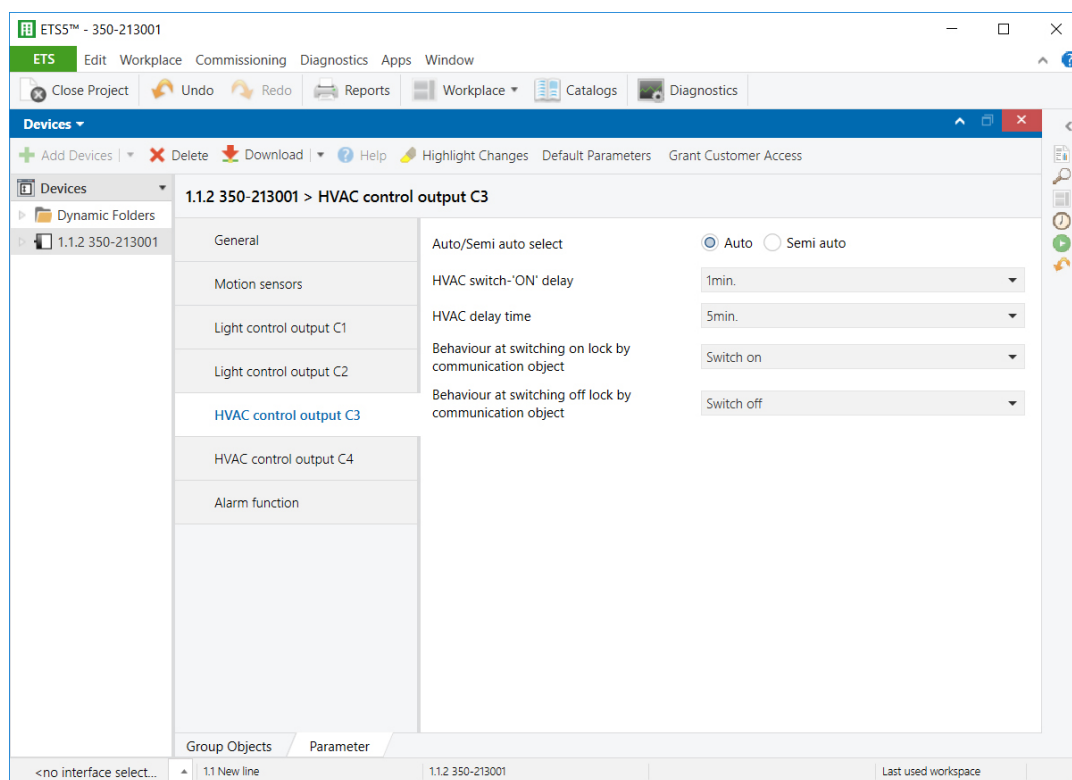 ETS5™ - 350-213001
ETS Edit Workplace Commissioning Diagnostics Apps Window
Close Project Undo Redo Reports Workplace Catalogs Diagnostics
Devices
Add Devices Delete Download Help Highlight Changes Default Parameters Grant Customer Access
Devices
Dynamic Folders
1.1.2 350-213001
1.1.2 350-213001 > HVAC control output C3
General
Motion sensors
Light control output C1
Light control output C2
HVAC control output C3
HVAC control output C4
Alarm function
Auto/Semi auto select Auto Semi auto
HVAC switch-'ON' delay 1min.
HVAC delay time 5min.
Behaviour at switching on lock by
communication object
Switch on
Behaviour at switching off lock by
communication object
Switch off
Group Objects Parameter
<no interface select... 1.1 New line 1.1.2 350-213001 Last used workspace